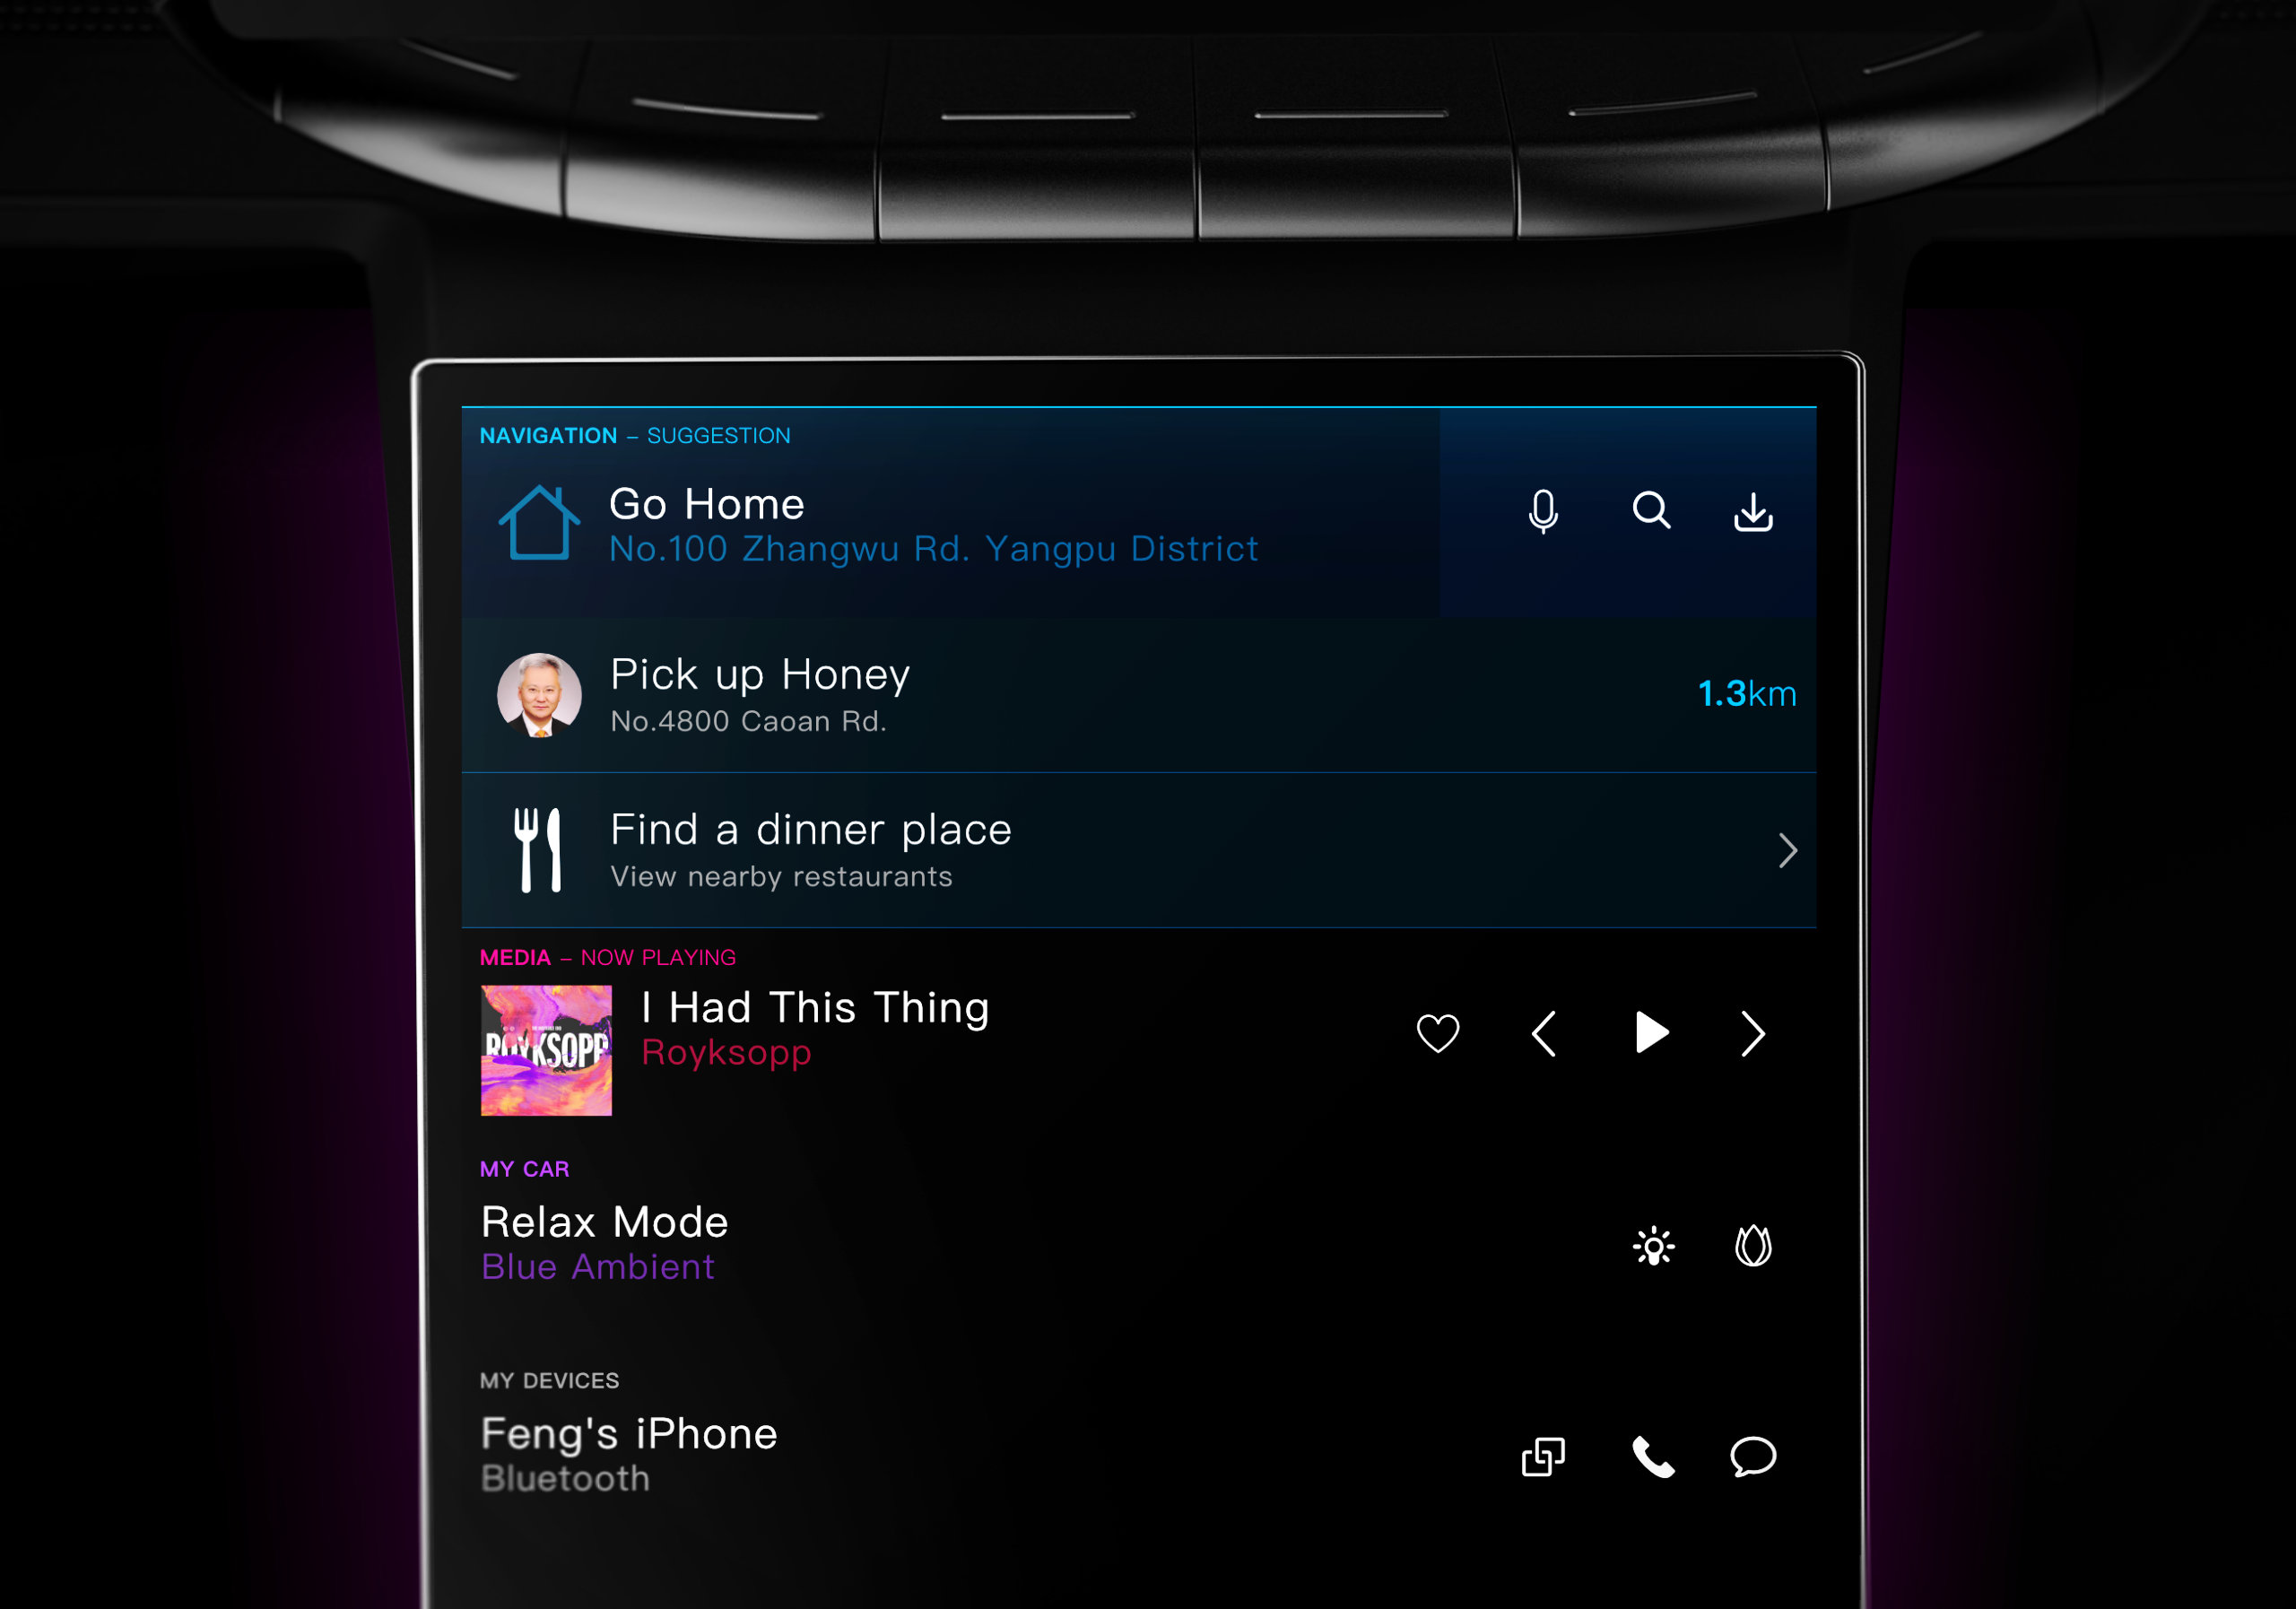 NAVIGATION – SUGGESTION
Go Home
No.100 Zhangwu Rd. Yangpu District
Pick up Honey
No.4800 Caoan Rd.
1.3km
Find a dinner place
View nearby restaurants
MEDIA – NOW PLAYING
I Had This Thing
Royksopp
ROYKSOPP
MY CAR
Relax Mode
Blue Ambient
MY DEVICES
Feng's iPhone
Bluetooth